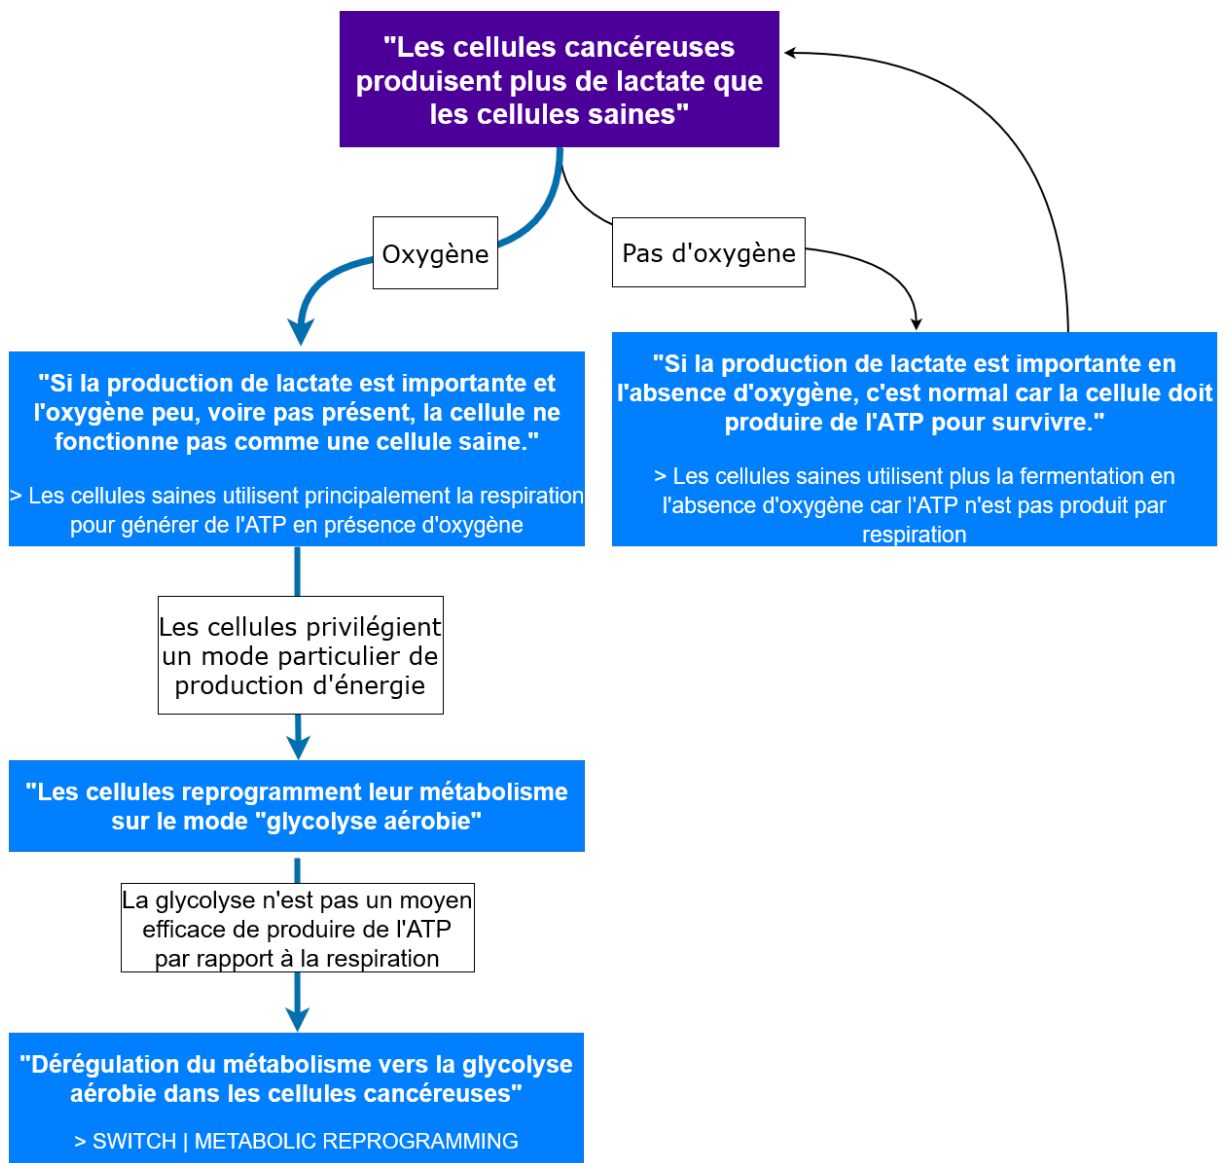 "Les cellules cancéreuses
produisent plus de lactate que
les cellules saines"
Oxygène
Pas d'oxygène
"Si la production de lactate est importante et
l'oxygène peu, voire pas présent, la cellule ne
fonctionne pas comme une cellule saine."
> Les cellules saines utilisent principalement la respiration
pour générer de l'ATP en présence d'oxygène
"Si la production de lactate est importante en
l'absence d'oxygène, c'est normal car la cellule doit
produire de l'ATP pour survivre."
> Les cellules saines utilisent plus la fermentation en
l'absence d'oxygène car l'ATP n'est pas produit par
respiration
Les cellules privilégient
un mode particulier de
production d'énergie
"Les cellules reprogramment leur métabolisme
sur le mode "glycolyse aérobie"
La glycolyse n'est pas un moyen
efficace de produire de l'ATP
par rapport à la respiration
"Dérégulation du métabolisme vers la glycolyse
aérobie dans les cellules cancéreuses"
> SWITCH | METABOLIC REPROGRAMMING